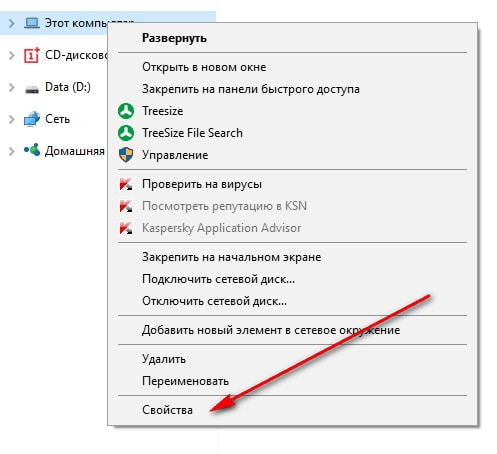 Этот компьютер
Развернуть
CD-дисково
Открыть в новом окне
Data (D:)
Закрепить на панели быстрого доступа
Treesize
Сеть
TreeSize File Search
Домашняя
Управление
Проверить на вирусы
Посмотреть репутацию в KSN
Kaspersky Application Advisor
Закрепить на начальном экране
Подключить сетевой диск...
Отключить сетевой диск...
Добавить новый элемент в сетевое окружение
Удалить
Переименовать
Свойства